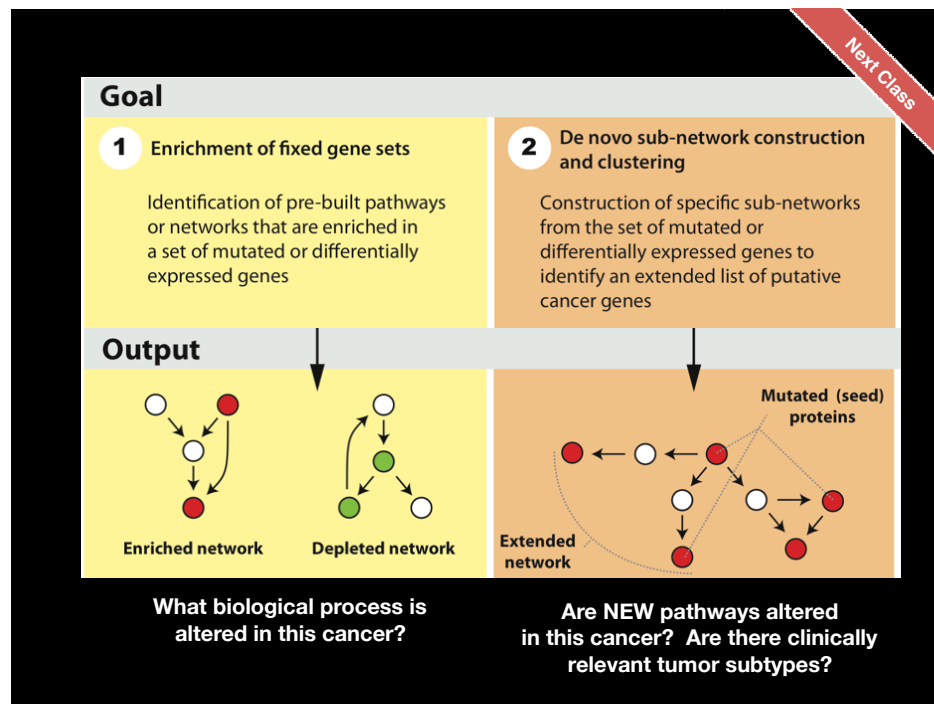 Next Class
Goal
1 Enrichment of fixed gene sets
Identification of pre-built pathways
or networks that are enriched in
a set of mutated or differentially
expressed genes
2 De novo sub-network construction
and clustering
Construction of specific sub-networks
from the set of mutated or
differentially expressed genes to
identify an extended list of putative
cancer genes
Output
Enriched network
Depleted network
Mutated (seed)
proteins
Extended
network
What biological process is
altered in this cancer?
Are NEW pathways altered
in this cancer? Are there clinically
relevant tumor subtypes?